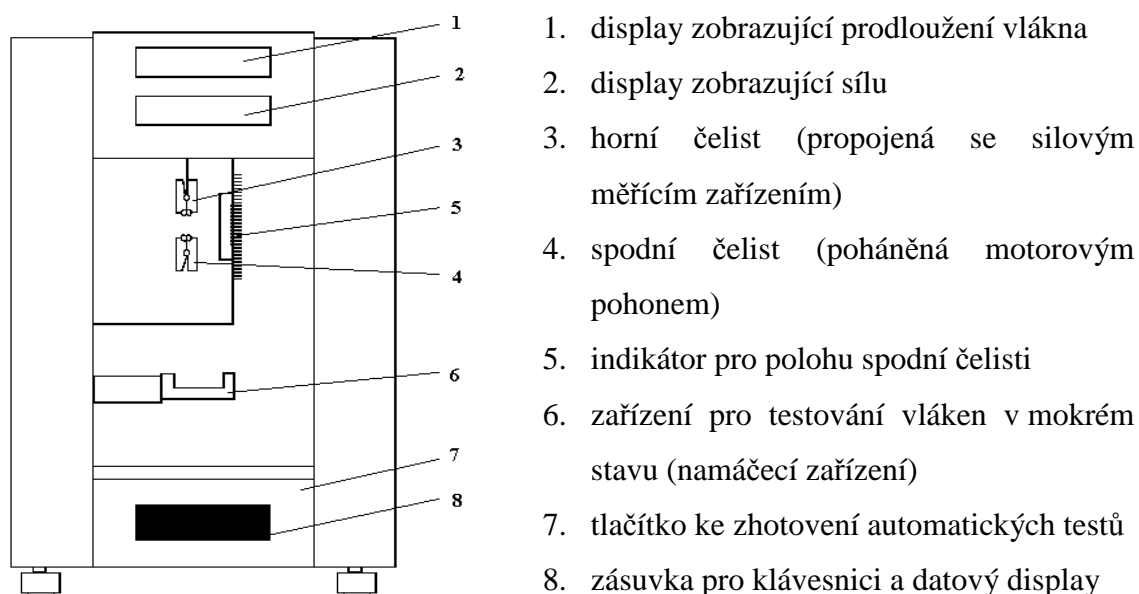 1
2
3
5
4
6
7
8
1. display zobrazující prodloužení vlákna
2. display zobrazující sílu
3. horní čelist (propojená se silovým
měřícím zařízením)
4. spodní čelist (poháněná motorovým
pohonem)
5. indikátor pro polohu spodní čelisti
6. zařízení pro testování vláken v mokrém
stavu (namáčecí zařízení)
7. tlačítko ke zhotovení automatických testů
8. zásuvka pro klávesnici a datový display